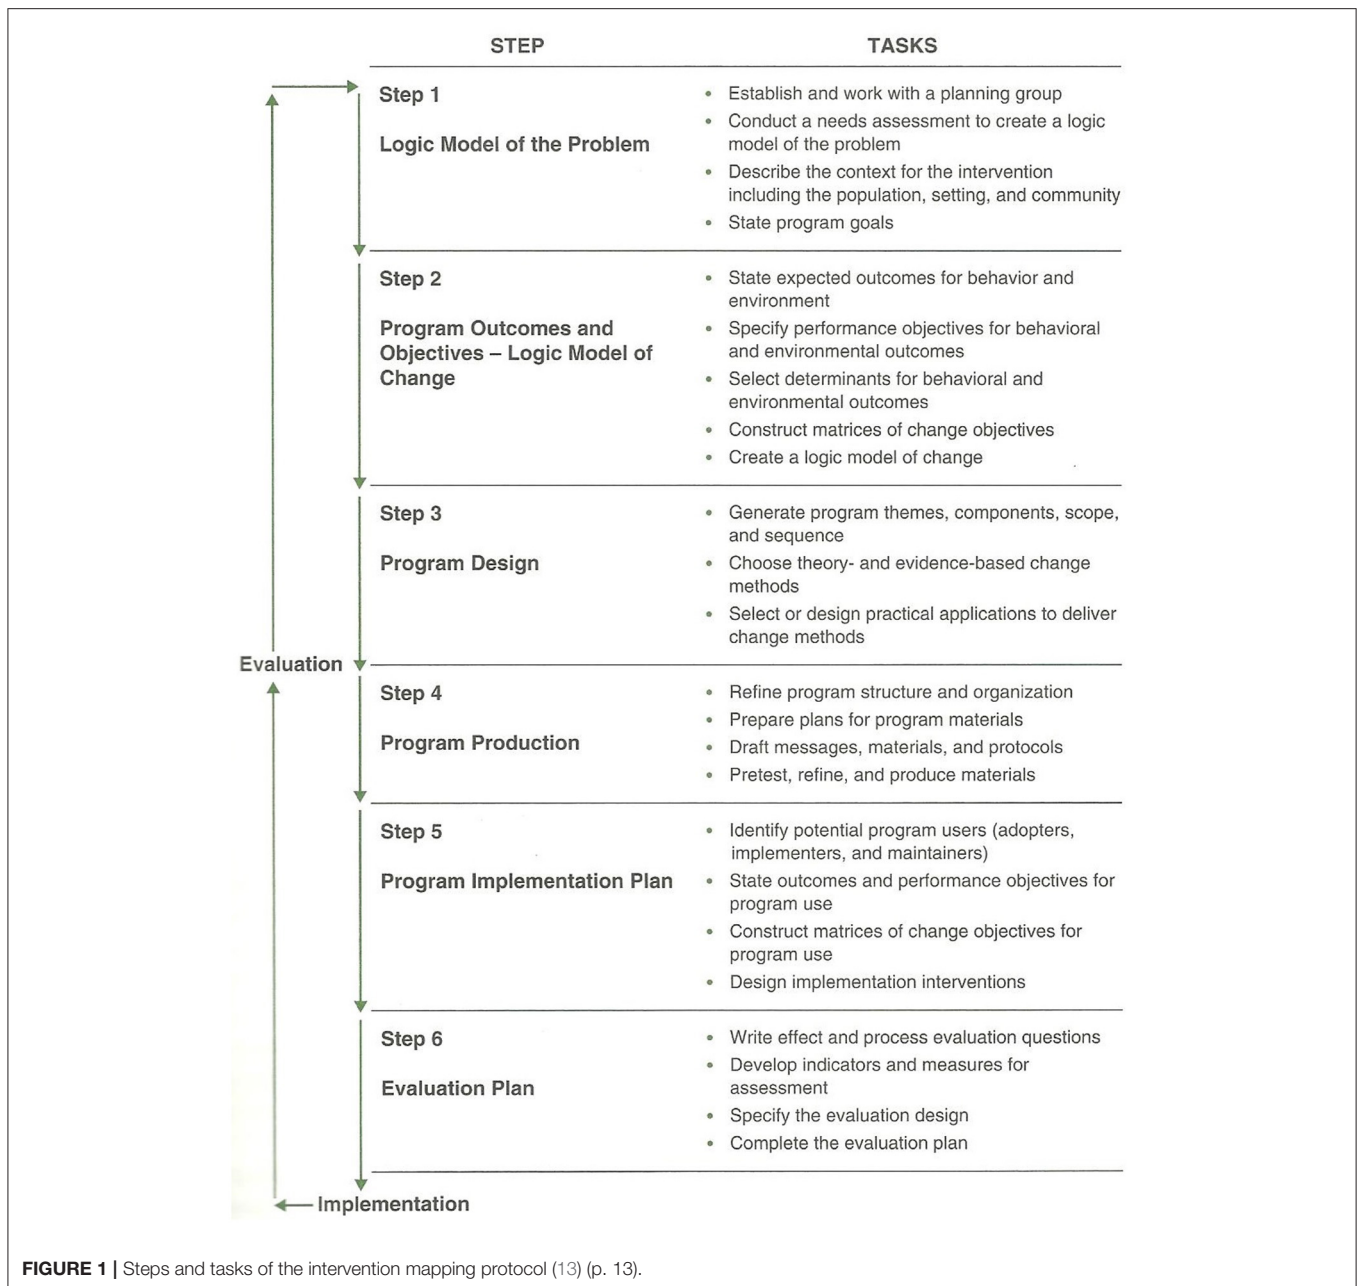 STEP TASKS
Step 1
Logic Model of the Problem
• Establish and work with a planning group
• Conduct a needs assessment to create a logic
model of the problem
• Describe the context for the intervention
including the population, setting, and community
• State program goals
Step 2
Program Outcomes and
Objectives – Logic Model of
Change
• State expected outcomes for behavior and
environment
• Specify performance objectives for behavioral
and environmental outcomes
• Select determinants for behavioral and
environmental outcomes
• Construct matrices of change objectives
• Create a logic model of change
Step 3
Program Design
• Generate program themes, components, scope,
and sequence
• Choose theory- and evidence-based change
methods
• Select or design practical applications to deliver
change methods
Evaluation
Step 4
Program Production
• Refine program structure and organization
• Prepare plans for program materials
• Draft messages, materials, and protocols
• Pretest, refine, and produce materials
Step 5
Program Implementation Plan
• Identify potential program users (adopters,
implementers, and maintainers)
• State outcomes and performance objectives for
program use
• Construct matrices of change objectives for
program use
• Design implementation interventions
Step 6
Evaluation Plan
• Write effect and process evaluation questions
• Develop indicators and measures for
assessment
• Specify the evaluation design
• Complete the evaluation plan
Implementation
FIGURE 1 | Steps and tasks of the intervention mapping protocol (13) (p. 13).